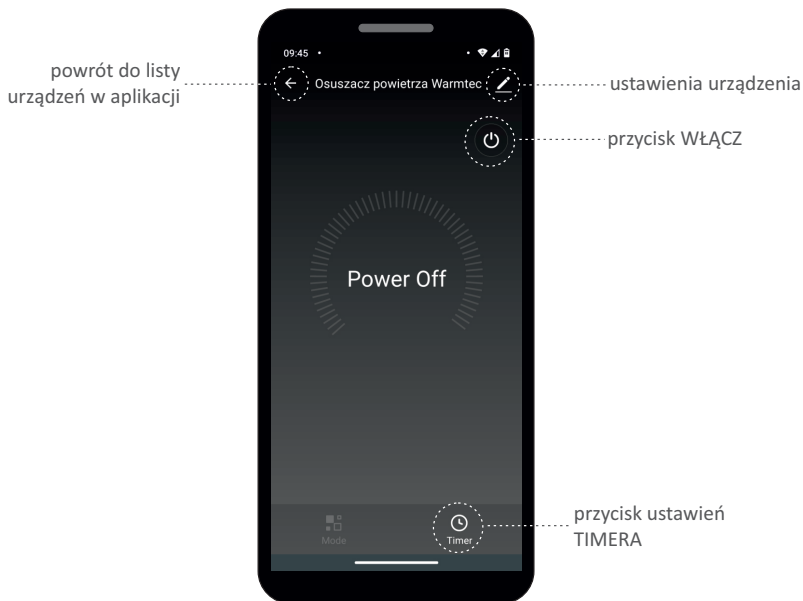 09:45
powrót do listy
urządzeń w aplikacji
Osuszacz powietrza Warmtec
ustawienia urządzenia
przycisk WŁĄCZ
Power Off
Mode
Timer
przycisk ustawień
TIMERA